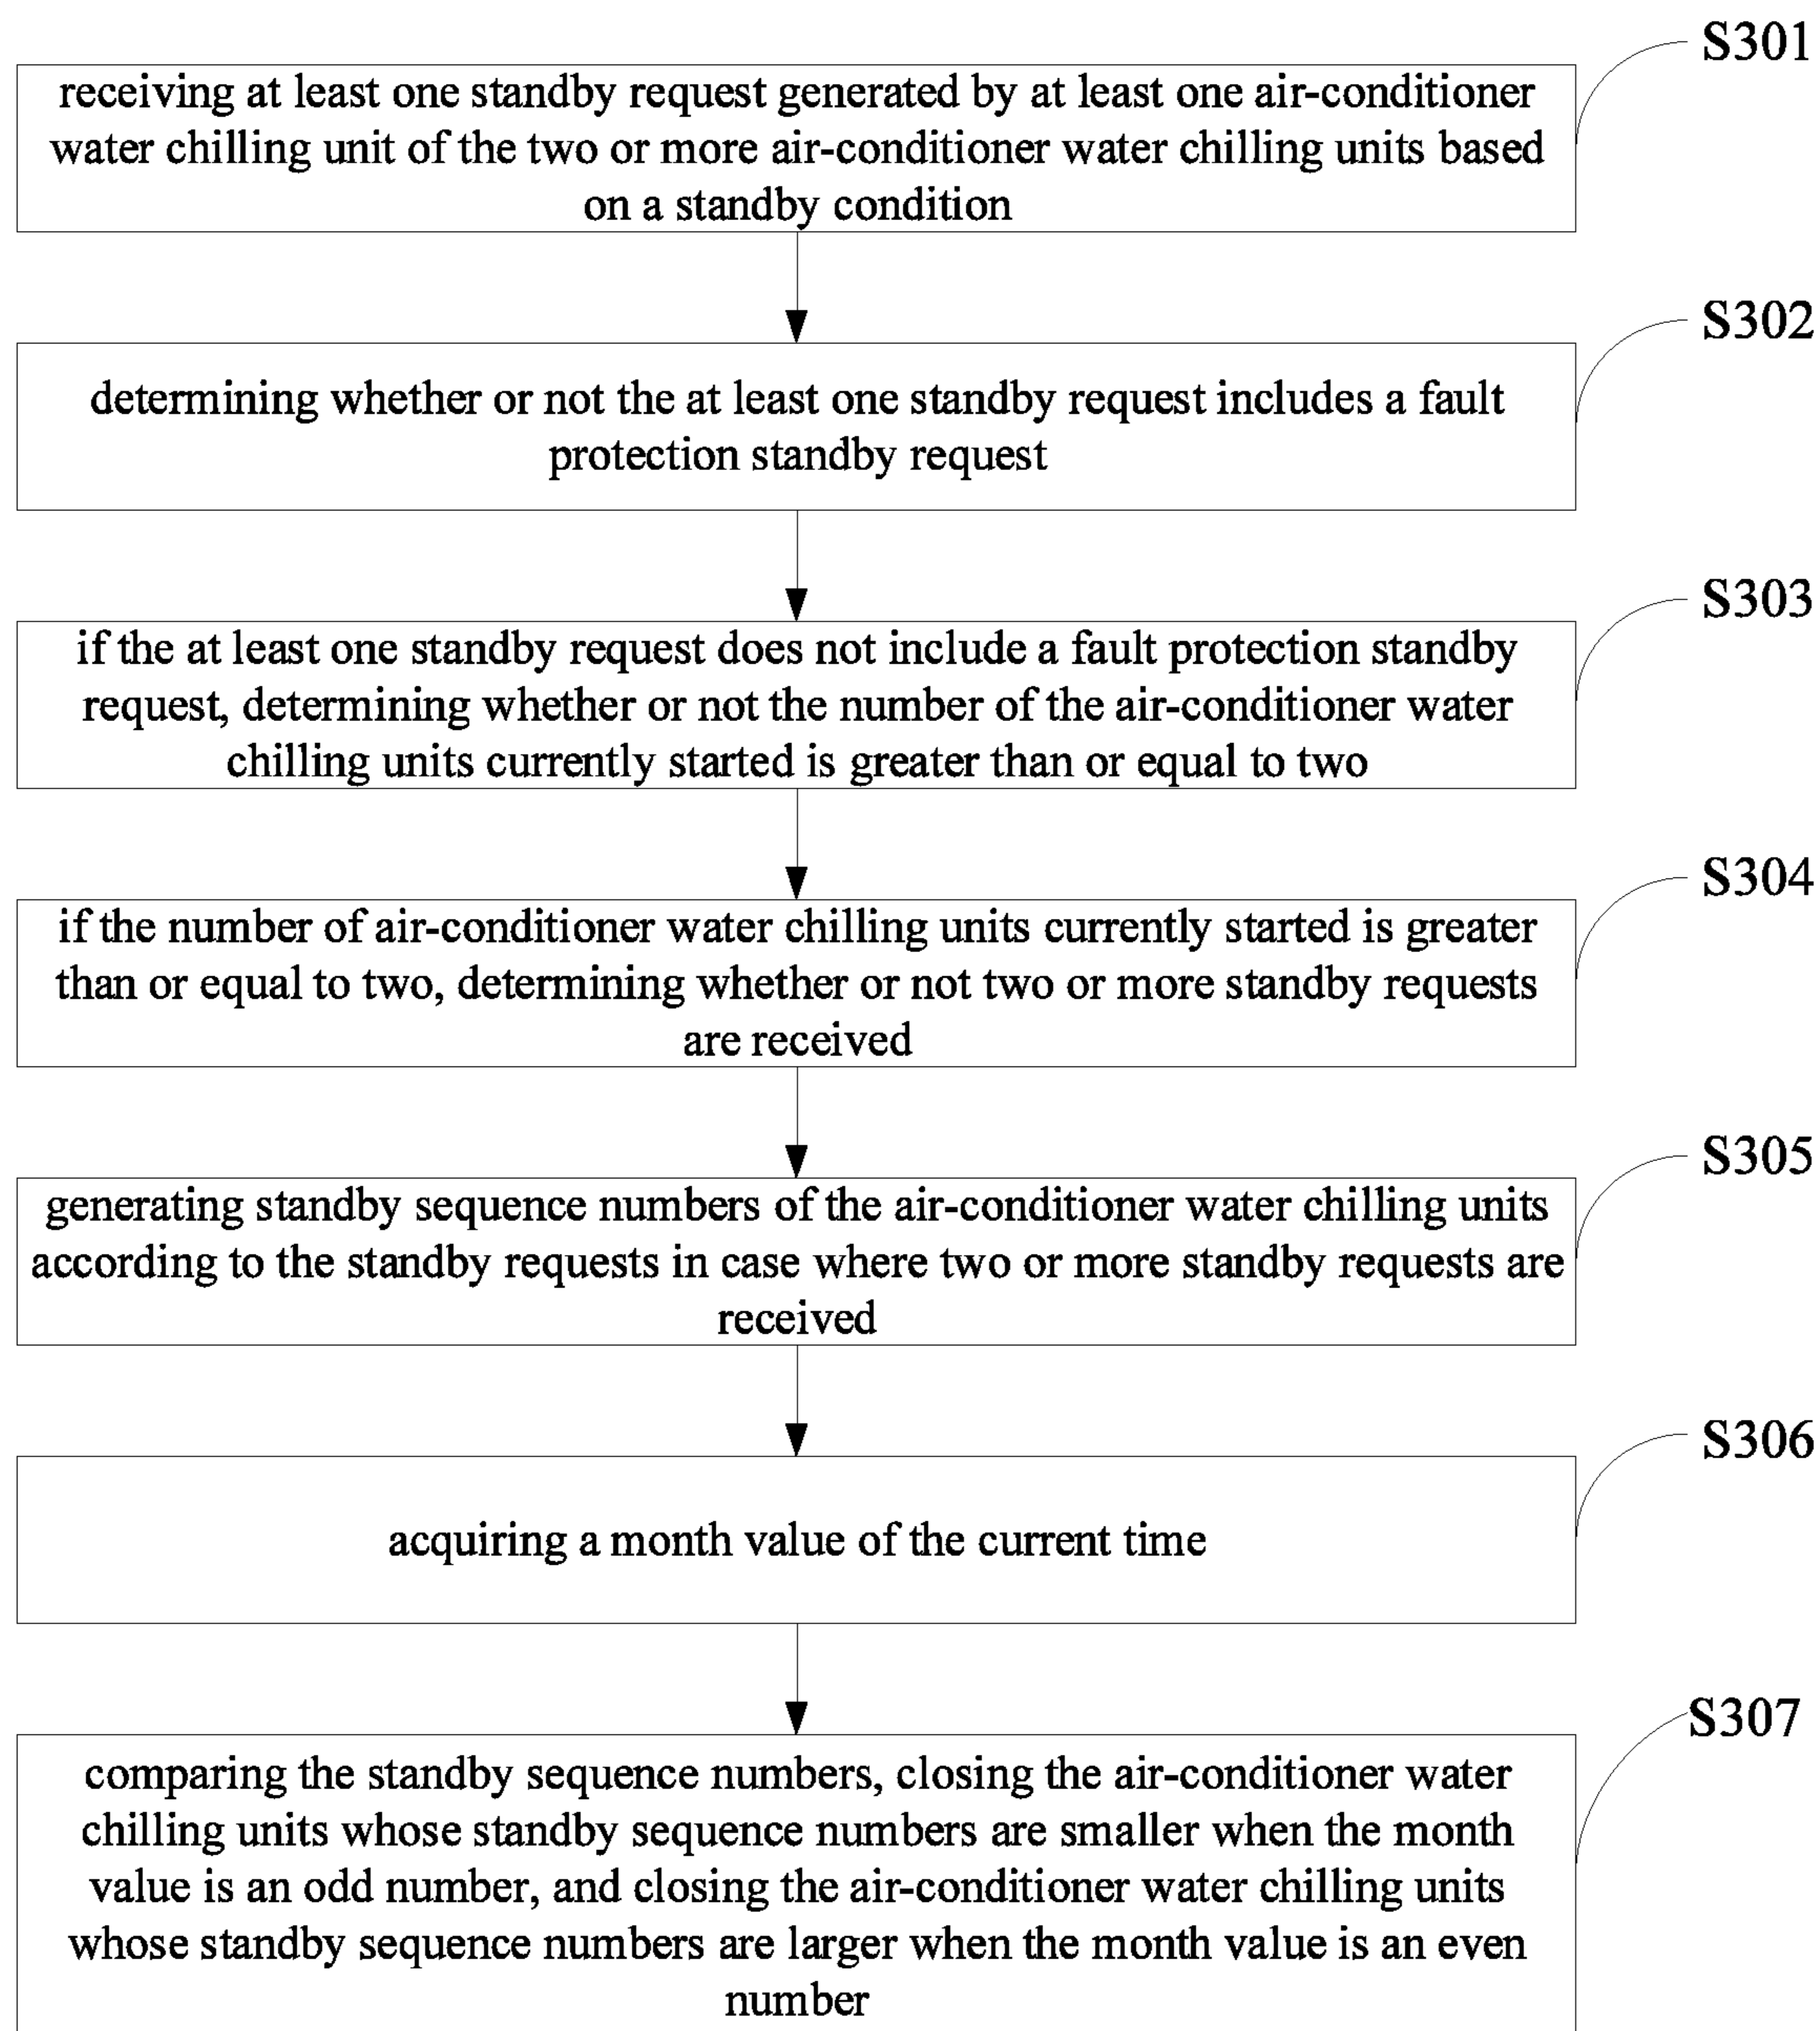 S301
receiving at least one standby request generated by at least one air-conditioner
water chilling unit of the two or more air-conditioner water chilling units based
on a standby condition
S302
determining whether or not the at least one standby request includes a fault
protection standby request
S303
if the at least one standby request does not include a fault protection standby
request, determining whether or not the number of the air-conditioner water
chilling units currently started is greater than or equal to two
S304
if the number of air-conditioner water chilling units currently started is greater
than or equal to two, determining whether or not two or more standby requests
are received
S305
generating standby sequence numbers of the air-conditioner water chilling units
according to the standby requests in case where two or more standby requests are
received
S306
acquiring a month value of the current time
S307
comparing the standby sequence numbers, closing the air-conditioner water
chilling units whose standby sequence numbers are smaller when the month
value is an odd number, and closing the air-conditioner water chilling units
whose standby sequence numbers are larger when the month value is an even
number